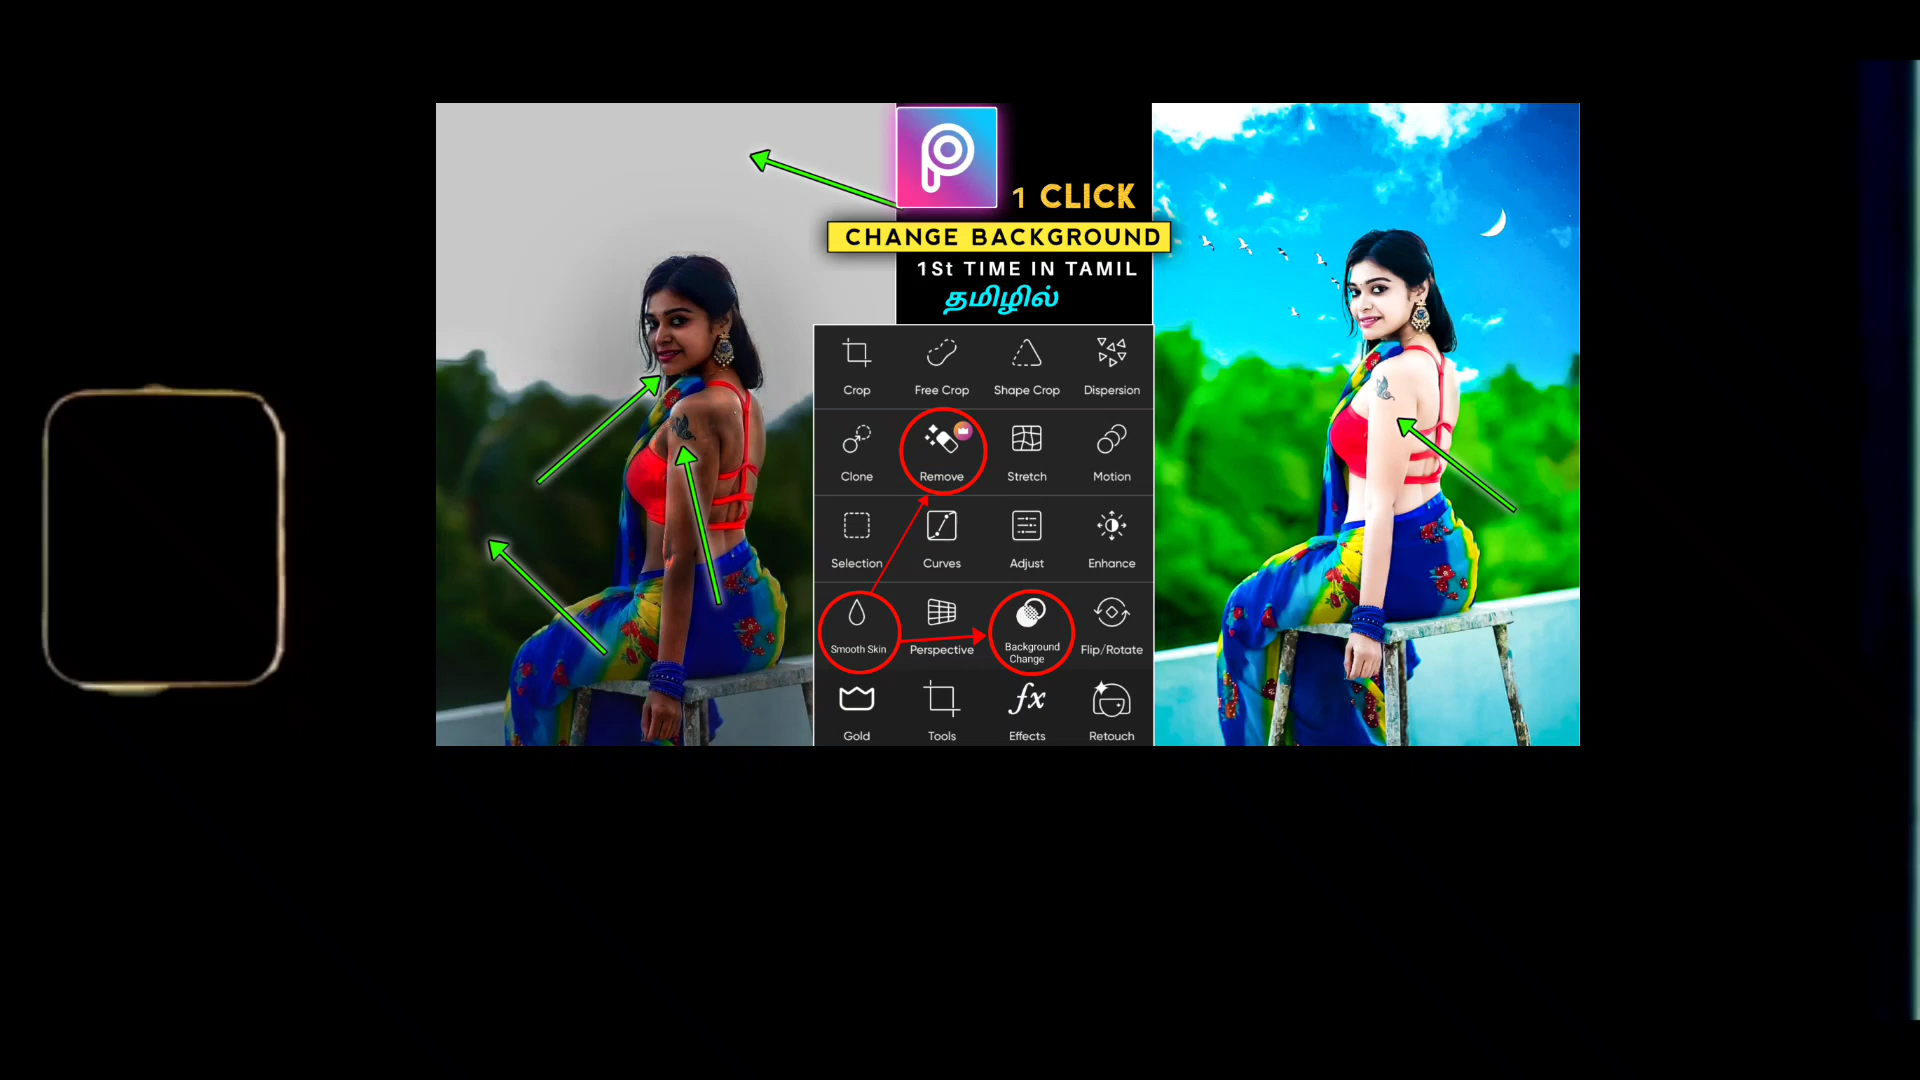 1 CLICK
CHANGE BACKGROUND
1St TIME IN TAMIL
தமிழில்
Crop Free Crop Shape Crop Dispersion
Clone Remove Stretch Motion
Selection Curves Adjust Enhance
Smooth Skin Perspective Background Change Flip/Rotate
Gold Tools Effects Retouch